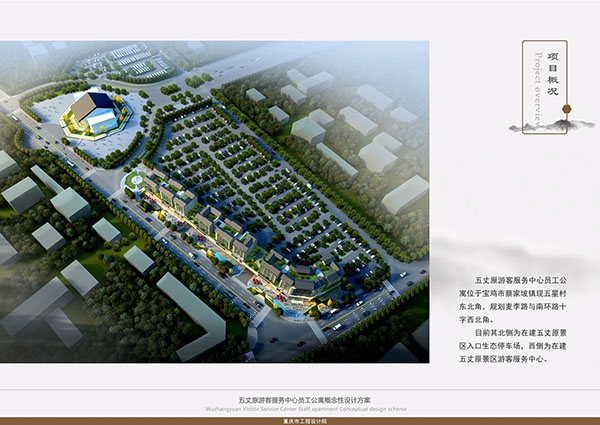 项目概况
Project overview
五丈原游客服务中心员工公
寓位于宝鸡市蔡家坡镇现五星村
东北角，规划麦李路与南环路十
字西北角。
目前其北侧为在建五丈原景
区入口生态停车场，西侧为在建
五丈原景区游客服务中心。
五丈原游客服务中心员工公寓概念性设计方案
Wuzhangyuan Visitor Service Center Staff apartment Conceptual design scheme
重庆市工程设计院